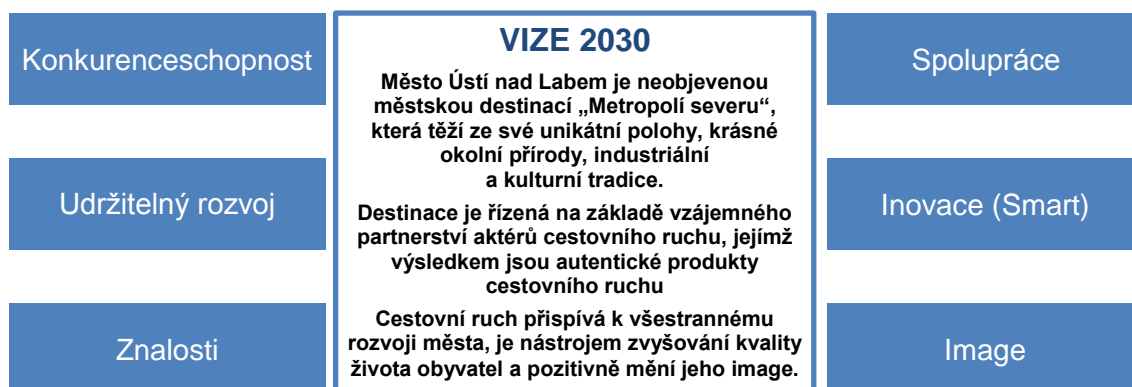 Konkurenceschopnost
Udržitelný rozvoj
Znalosti
VIZE 2030
Město Ústí nad Labem je neobjevenou
městskou destinací „Metropolí severu“,
která těží ze své unikátní polohy, krásné
okolní přírody, industriální
a kulturní tradice.
Destinace je řízená na základě vzájemného
partnerství aktérů cestovního ruchu, jejímž
výsledkem jsou autentické produkty
cestovního ruchu
Cestovní ruch přispívá k všestrannému
rozvoji města, je nástrojem zvyšování kvality
života obyvatel a pozitivně mění jeho image.
Spolupráce
Inovace (Smart)
Image